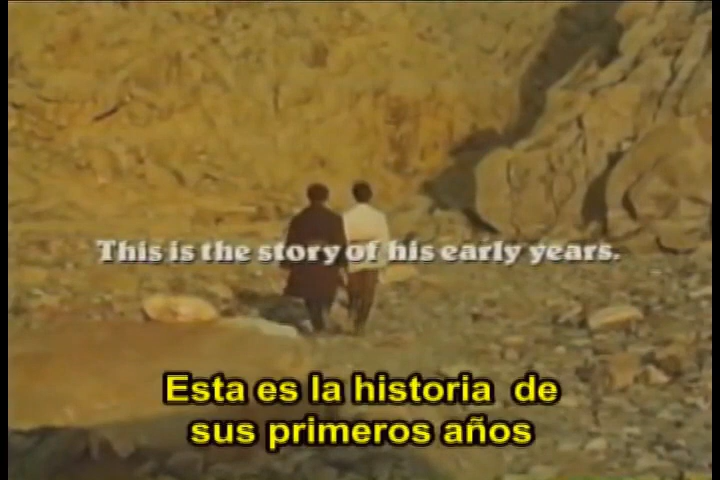 This is the story of his early years.
Esta es la historia  de
sus primeros años